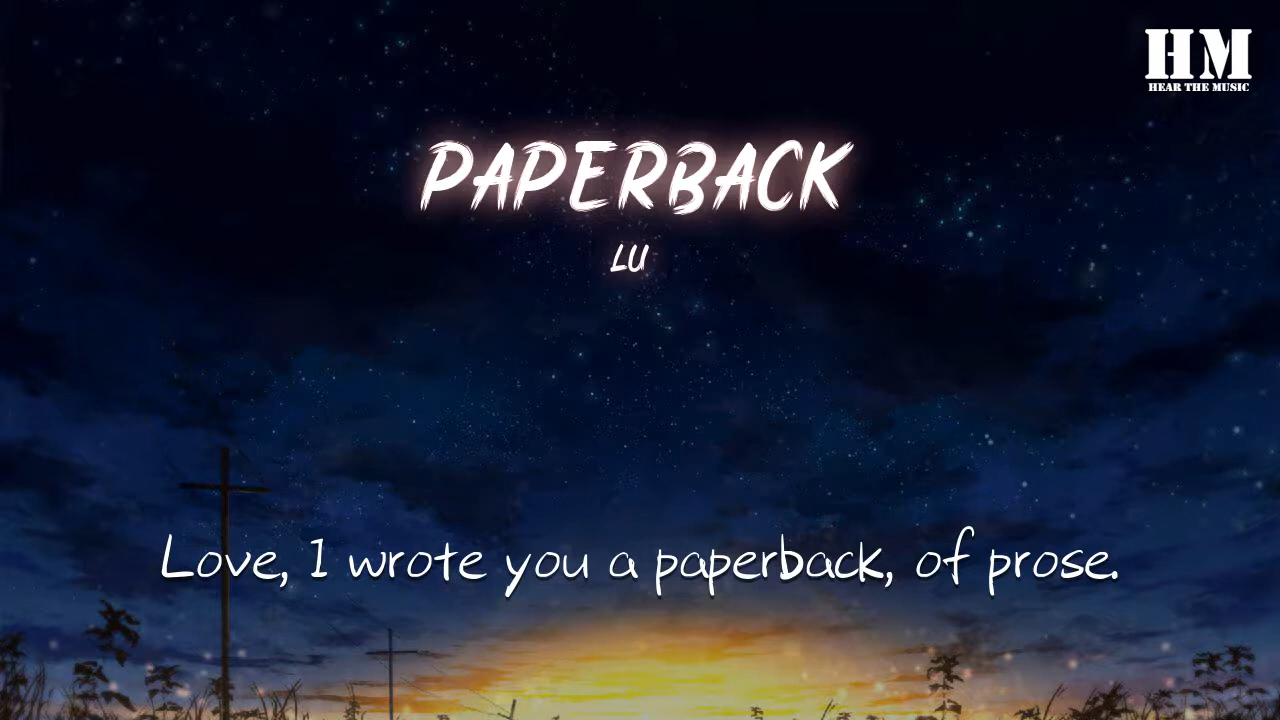 HM
HEAR THE MUSIC
PAPERBACK
LU
Love, I wrote you a paperback, of prose.